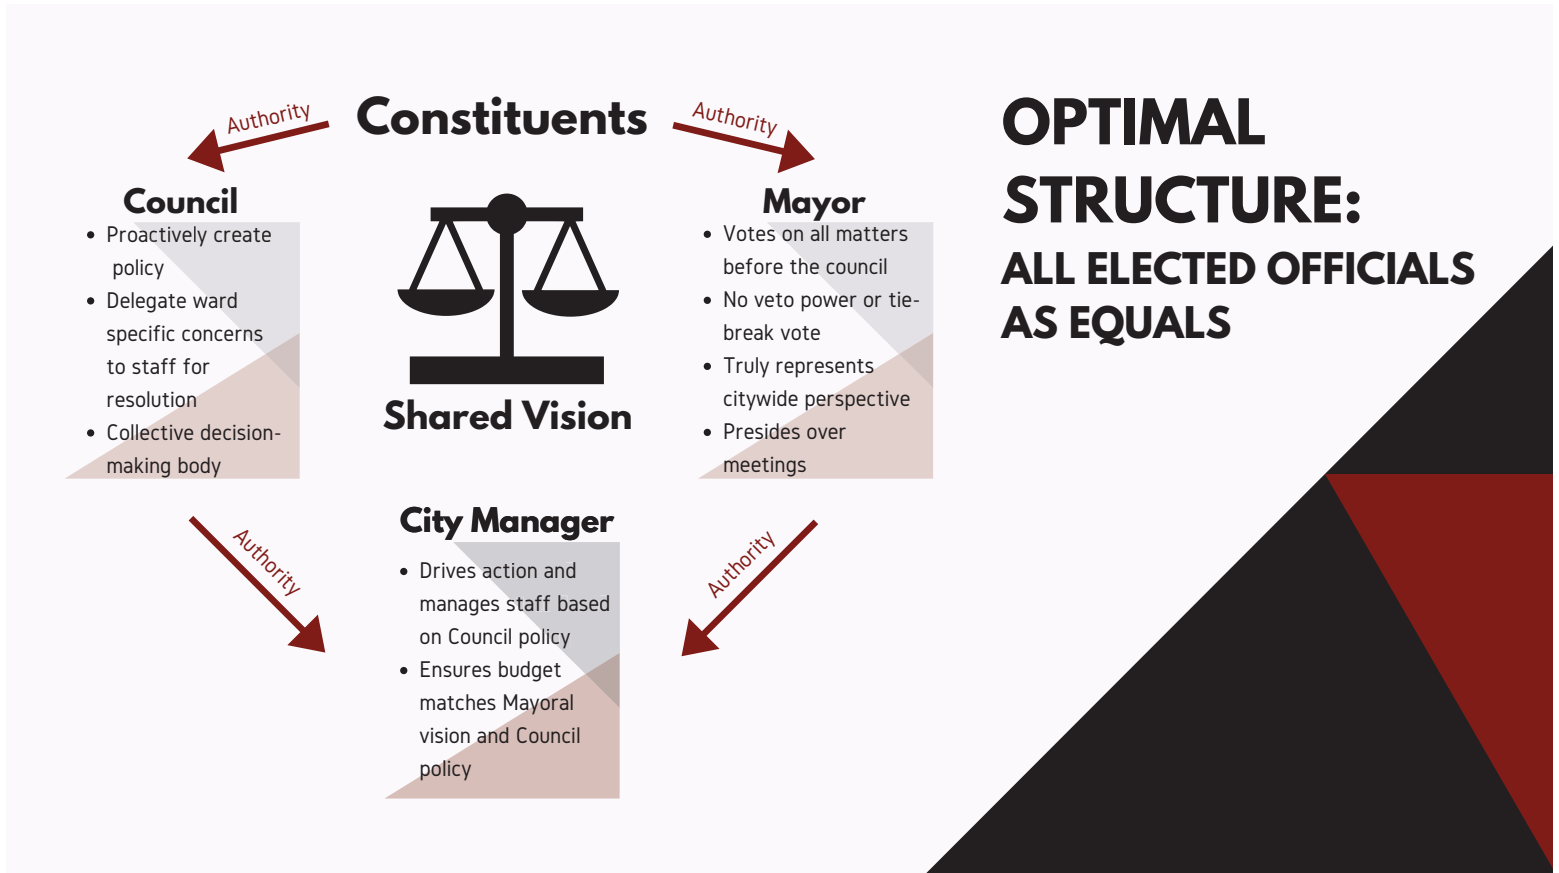 Constituents
Authority
Authority
Council
• Proactively create
policy
• Delegate ward
specific concerns
to staff for
resolution
• Collective decision-
making body
Shared Vision
Mayor
• Votes on all matters
before the council
• No veto power or tie-
break vote
• Truly represents
citywide perspective
• Presides over
meetings
Authority
Authority
City Manager
• Drives action and
manages staff based
on Council policy
• Ensures budget
matches Mayoral
vision and Council
policy
OPTIMAL
STRUCTURE:
ALL ELECTED OFFICIALS
AS EQUALS